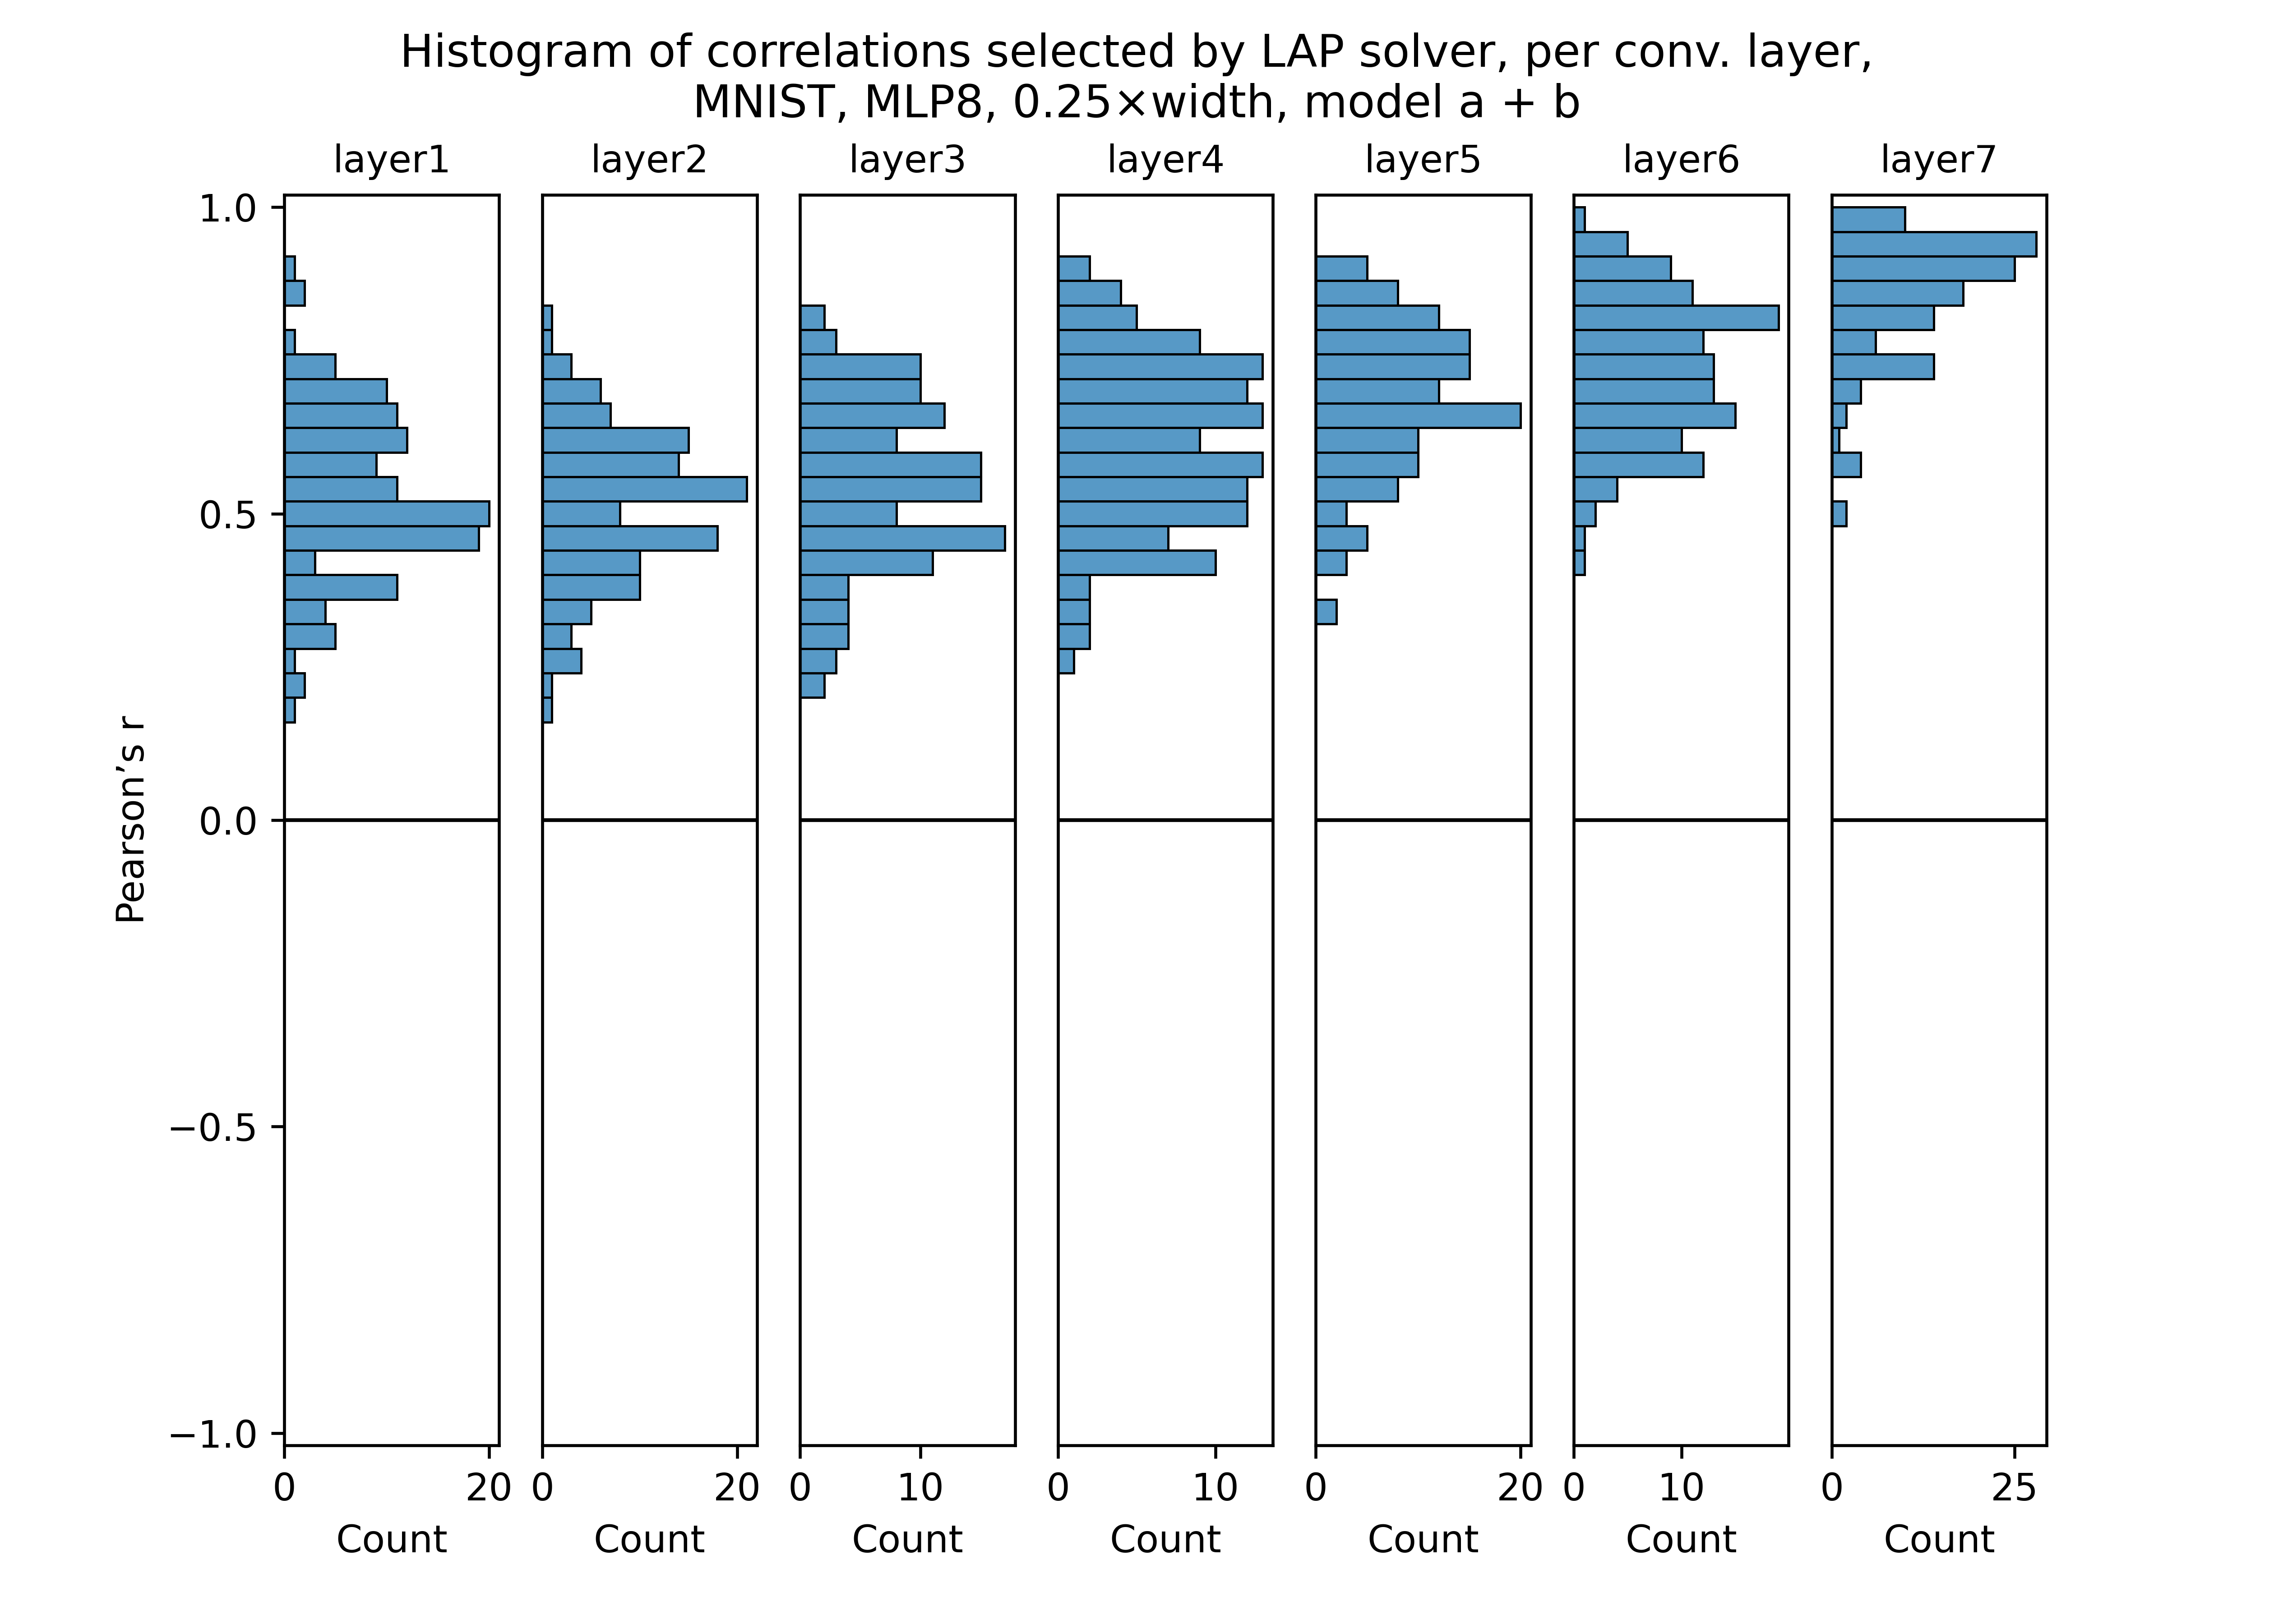 Histogram of correlations selected by LAP solver, per conv. layer,
MNIST, MLP8, 0.25×width, model a + b
layer1 layer2 layer3 layer4 layer5 layer6 layer7
1.0
0.5
0.0
−0.5
−1.0
Pearson’s r
0 20 0 20 0 10 0 10 0 20 0 10 0 25
Count Count Count Count Count Count Count